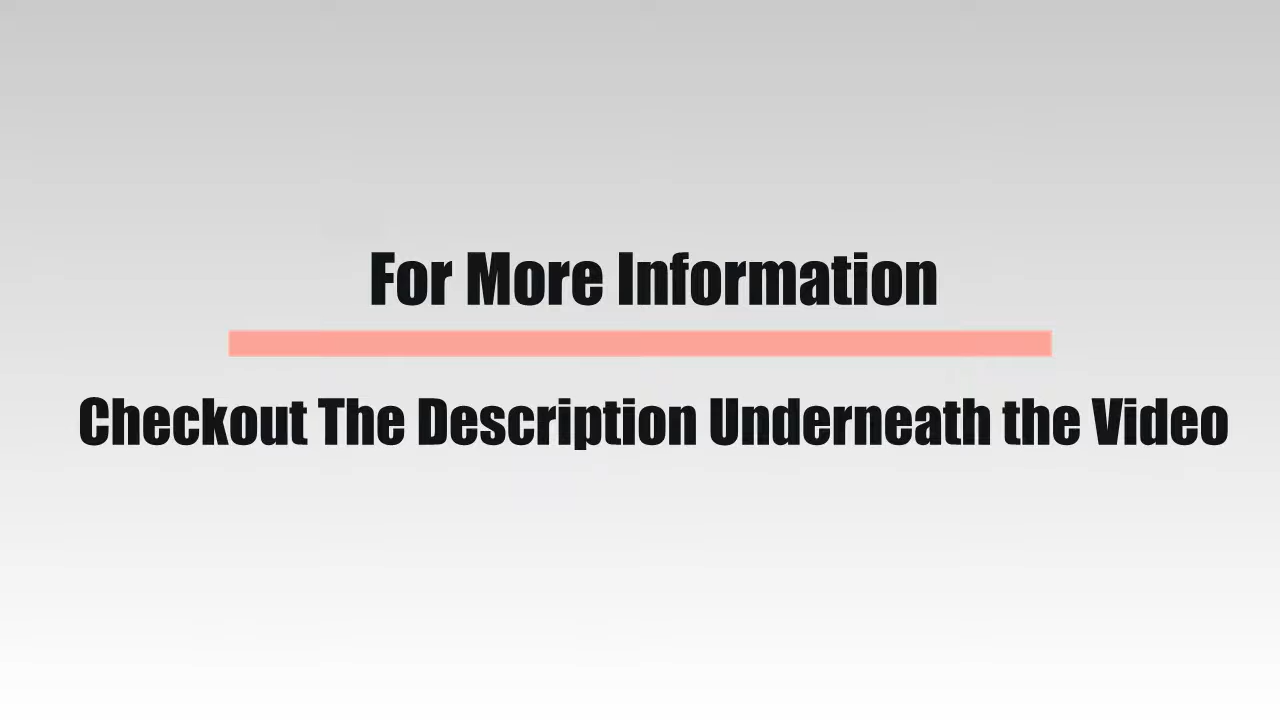 For More Information
Checkout The Description Underneath the Video